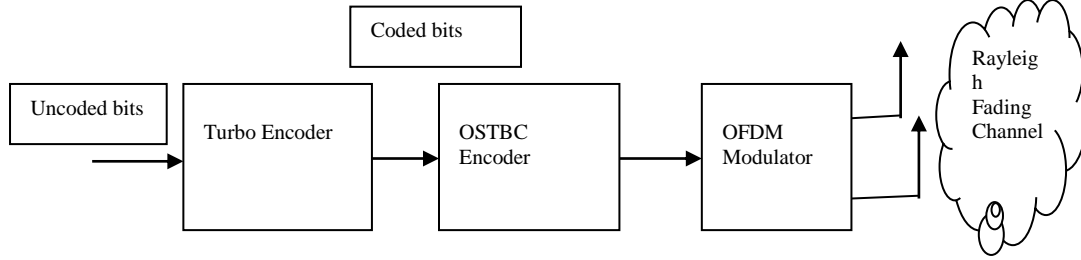 Coded bits
Uncoded bits
Turbo Encoder
OSTBC
Encoder
OFDM
Modulator
Rayleig
h
Fading
Channel